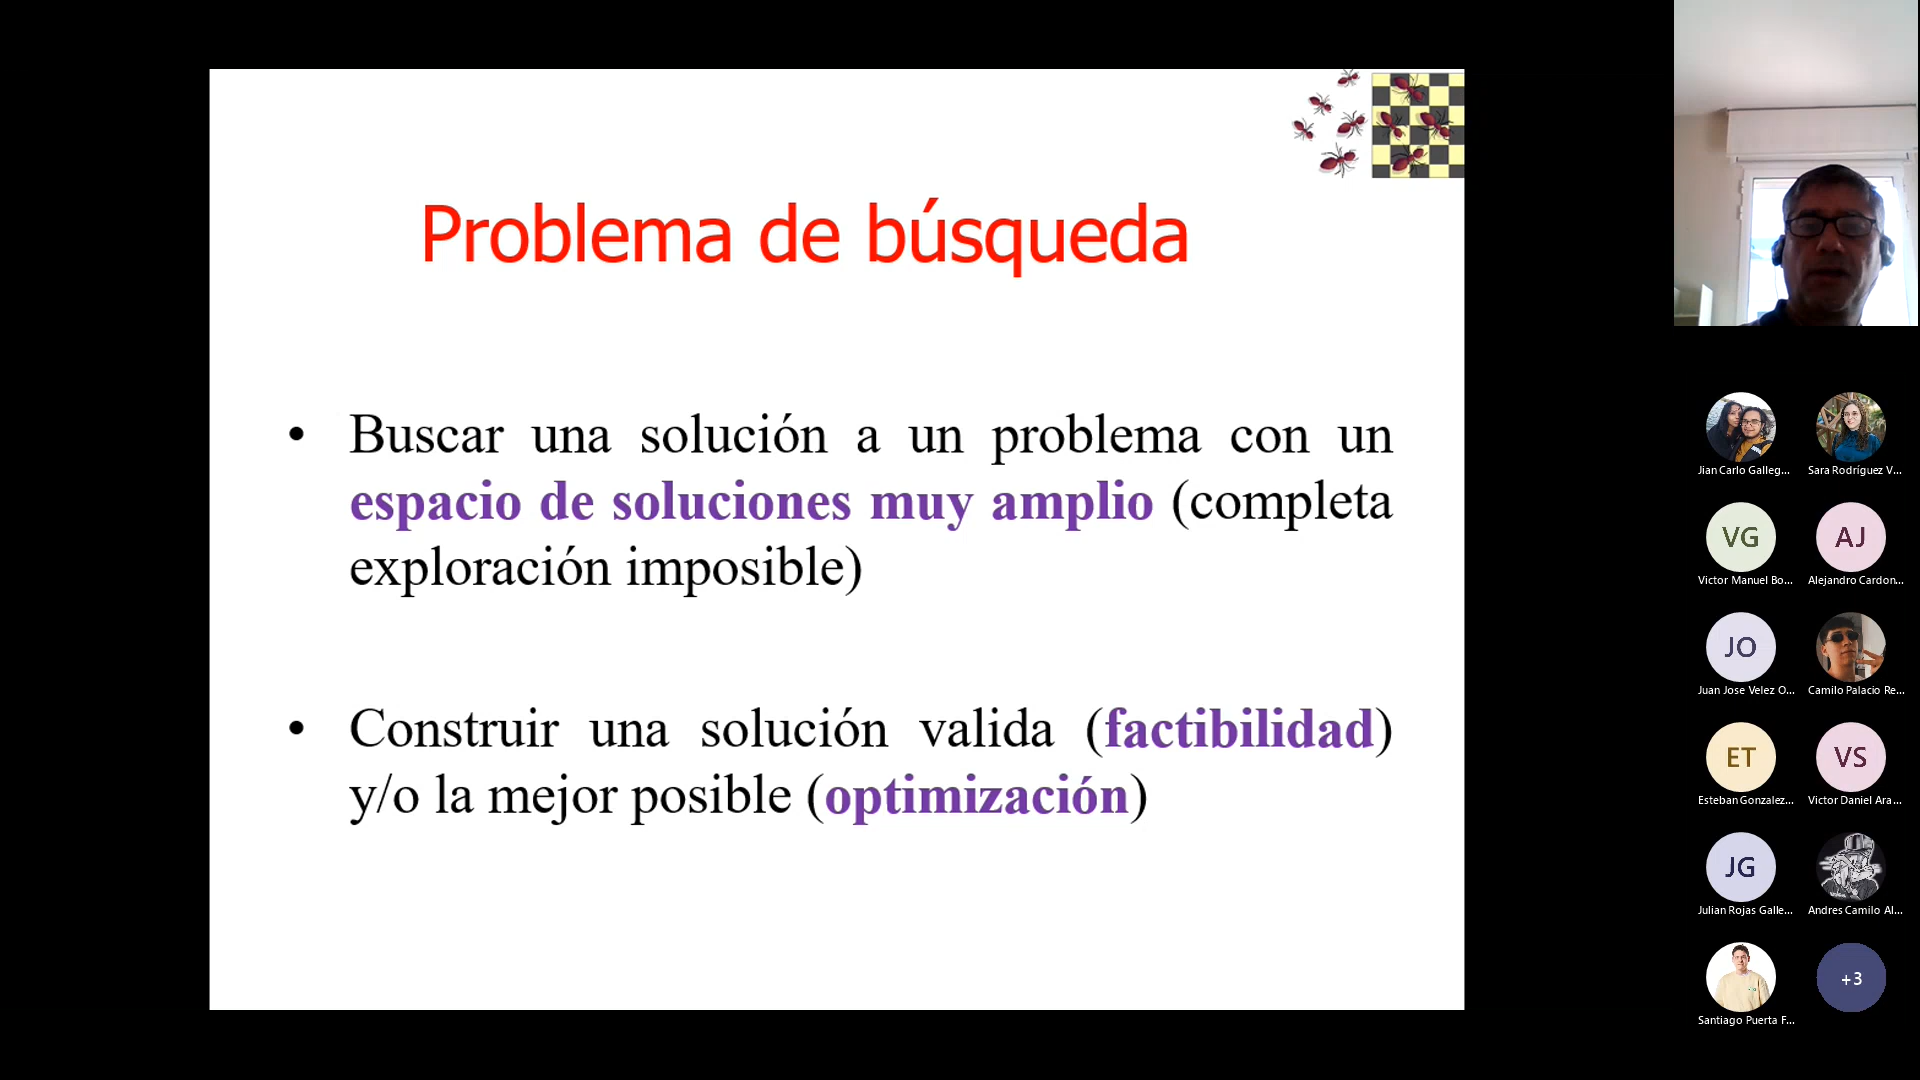 Problema de búsqueda
• Buscar una solución a un problema con un
espacio de soluciones muy amplio (completa
exploración imposible)
• Construir una solución valida (factibilidad)
y/o la mejor posible (optimización)
Jian Carlo Galleg...
Sara Rodríguez V...
VG
AJ
Victor Manuel Bo...
Alejandro Cardon...
JO
Juan Jose Velez O...
Camilo Palacio Re...
ET
VS
Esteban Gonzalez...
Victor Daniel Ara...
JG
Julian Rojas Galle...
Andres Camilo Al...
+3
Santiago Puerta F...